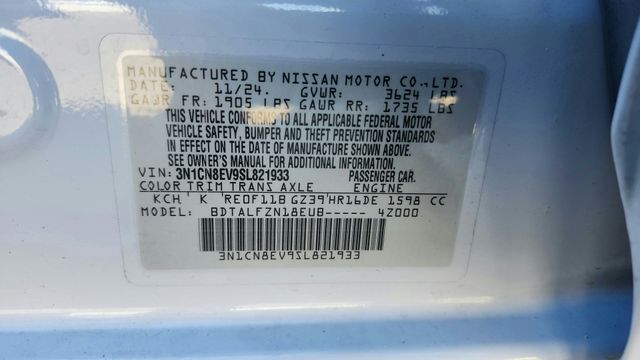 MANUFACTURED BY NISSAN MOTOR CO.,LTD.
DATE: 11/24. GVWR: 3624 LBS
GAWR FR: 1905 LBS GAWR RR: 1735 LBS
THIS VEHICLE CONFORMS TO ALL APPLICABLE FEDERAL MOTOR
VEHICLE SAFETY, BUMPER AND THEFT PREVENTION STANDARDS
IN EFFECT ON THE DATE OF MANUFACTURE SHOWN ABOVE.
SEE OWNER'S MANUAL FOR ADDITIONAL INFORMATION.
VIN: 3N1CN8EV9SL821933 PASSENGER CAR.
COLOR TRIM TRANS AXLE ENGINE
KCH K RE0F11B GZ39 HR16DE 1598 CC
MODEL: BDTALFZN18EUB----- 4Z000
3N1CN8EV9SL821933